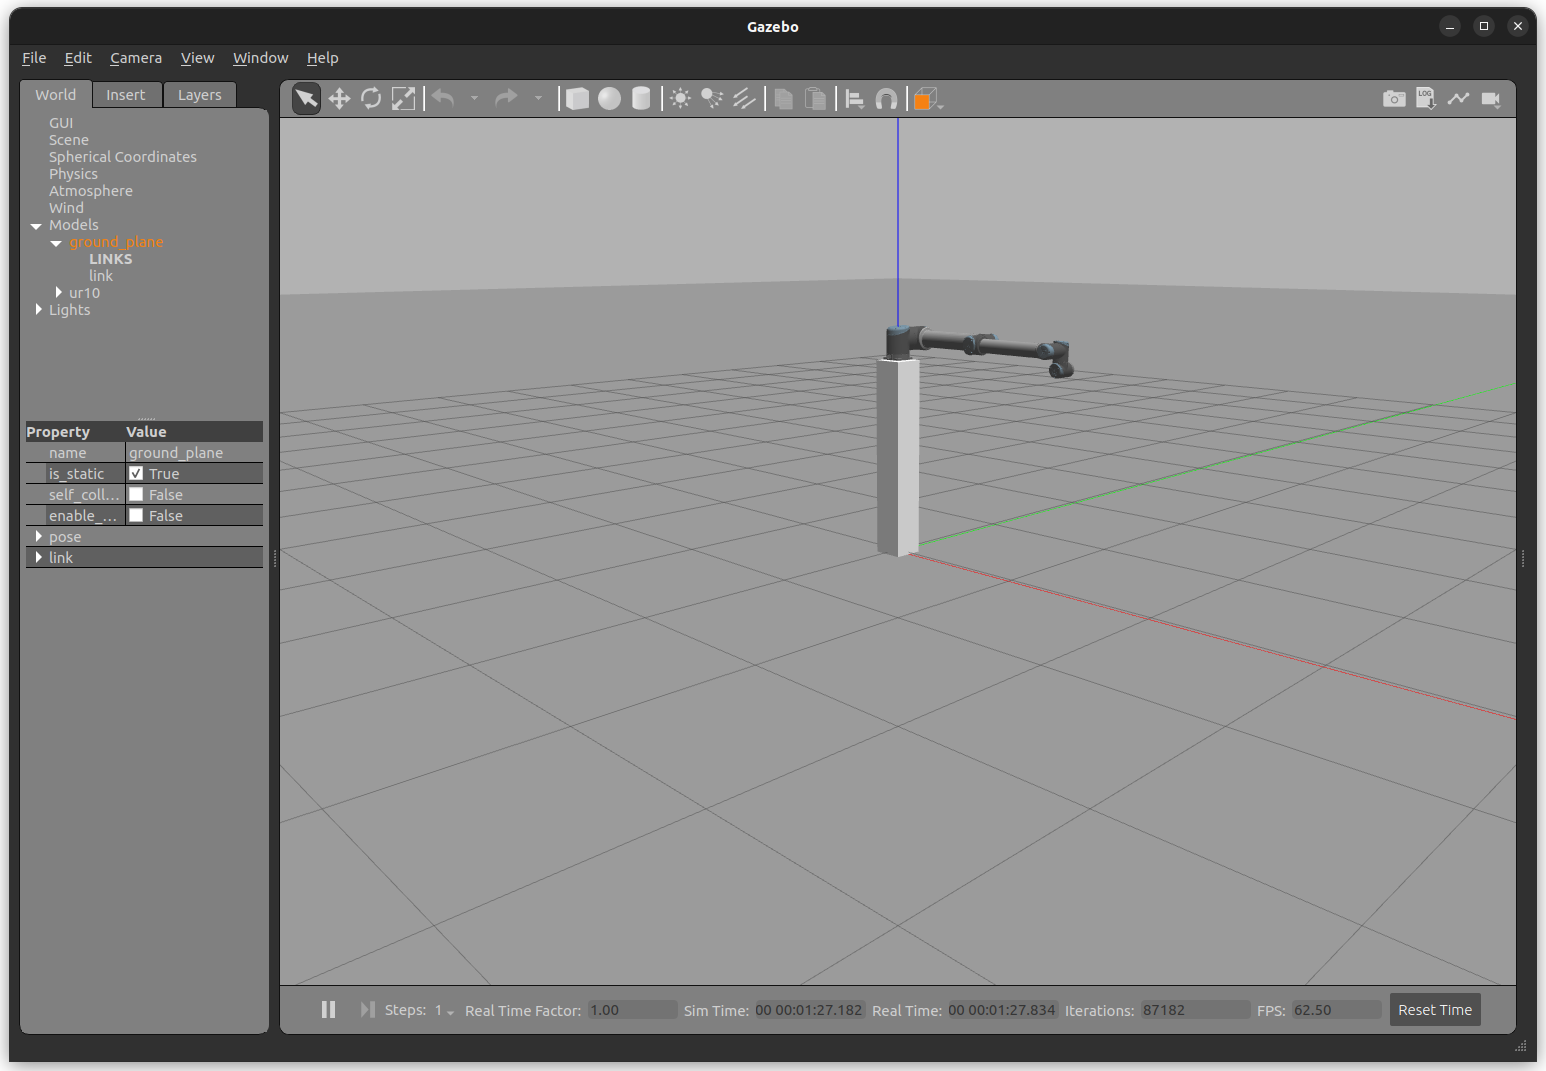 Gazebo
File Edit Camera View Window Help
World Insert Layers
LOG
GUI
Scene
Spherical Coordinates
Physics
Atmosphere
Wind
Models
ground_plane
LINKS
link
ur10
Lights
Property Value
name ground_plane
is_static True
self_coll... False
enable_... False
pose
link
Steps: 1 Real Time Factor: 1.00 Sim Time: 00 00:01:27.182 Real Time: 00 00:01:27.834 Iterations: 87182 FPS: 62.50 Reset Time